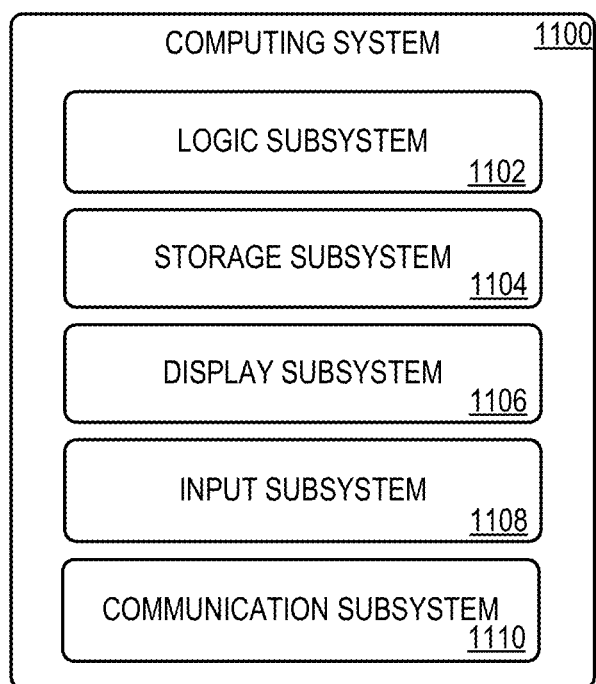 COMPUTING SYSTEM 1100
LOGIC SUBSYSTEM
1102
STORAGE SUBSYSTEM
1104
DISPLAY SUBSYSTEM
1106
INPUT SUBSYSTEM
1108
COMMUNICATION SUBSYSTEM
1110